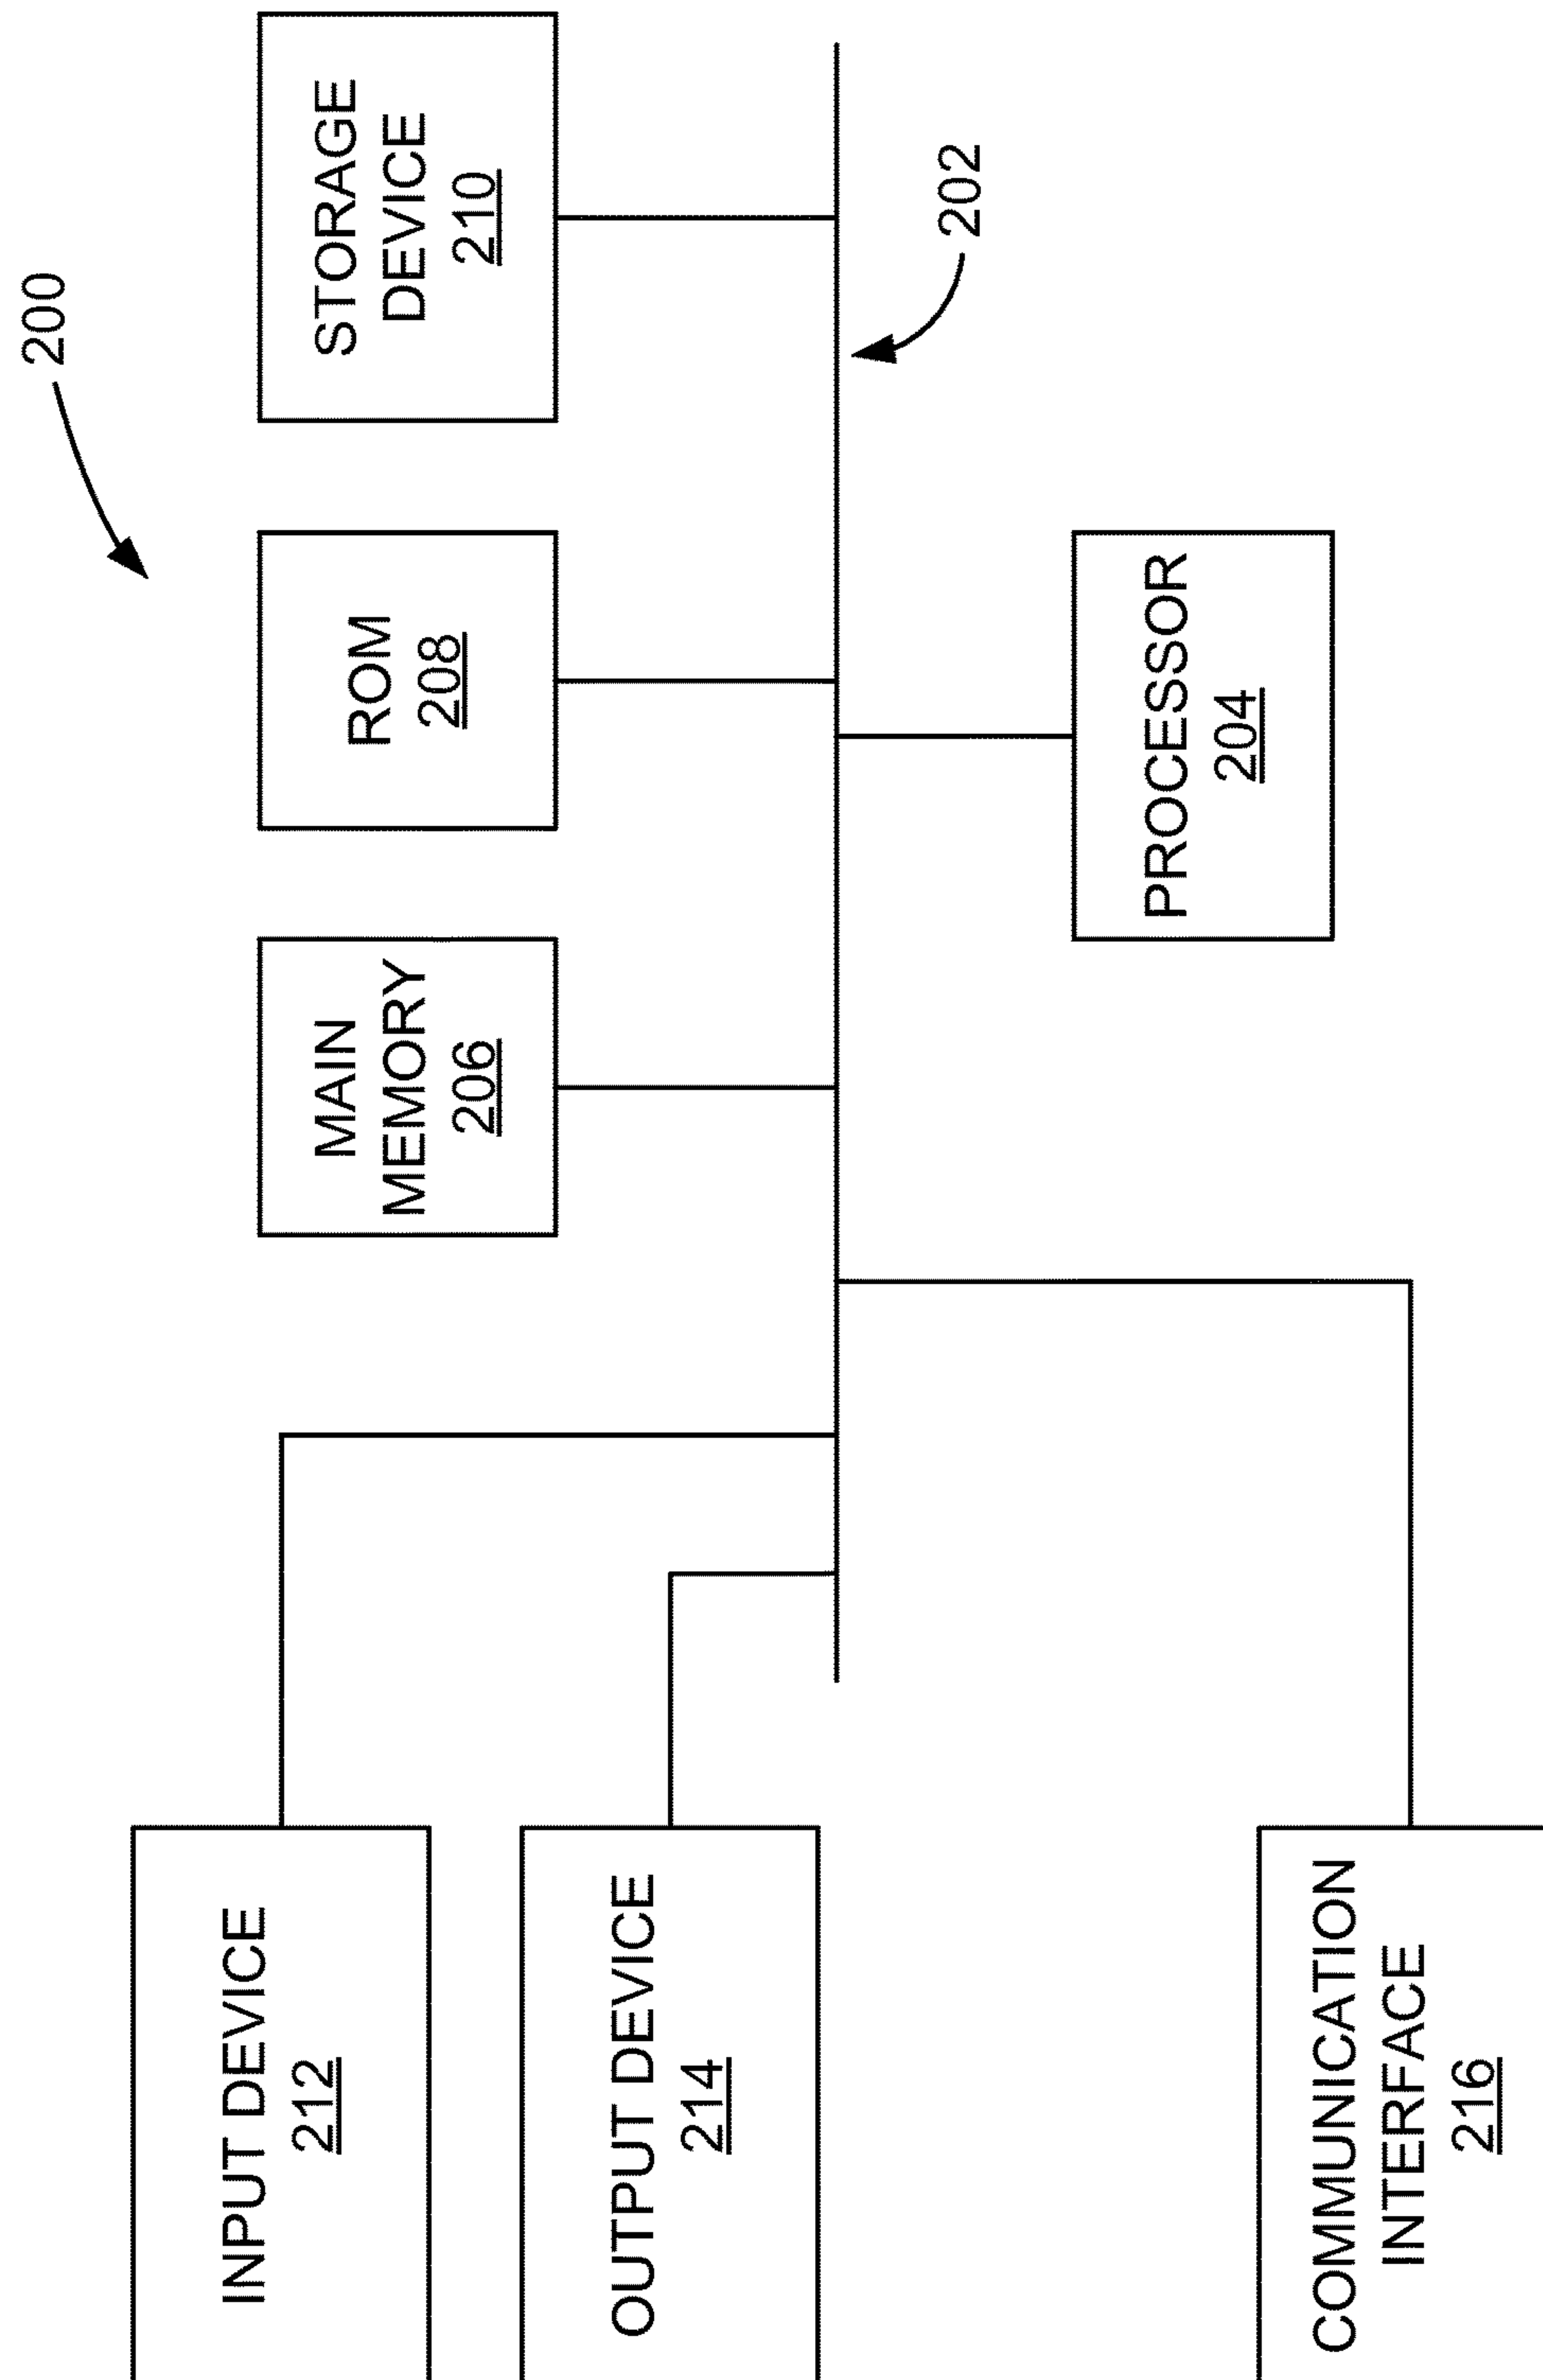 200
INPUT DEVICE
212
MAIN
MEMORY
206
ROM
208
STORAGE
DEVICE
210
OUTPUT DEVICE
214
202
PROCESSOR
204
COMMUNICATION
INTERFACE
216